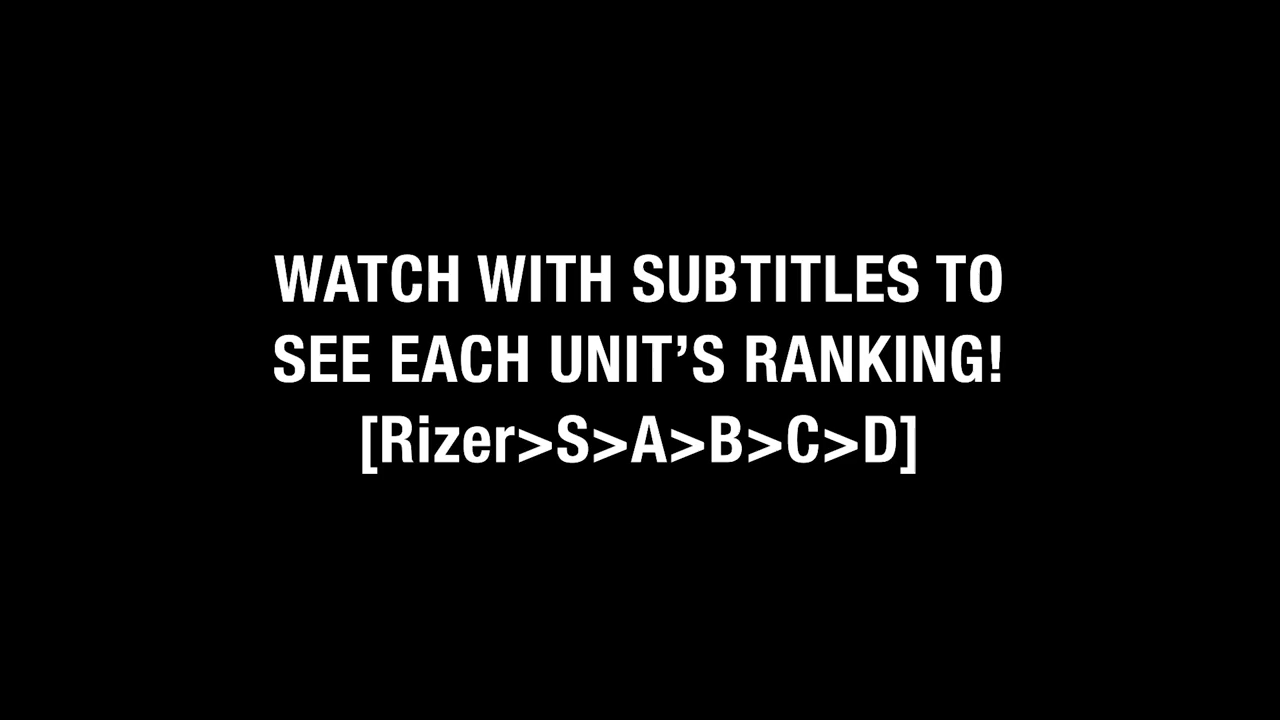 WATCH WITH SUBTITLES TO
SEE EACH UNIT’S RANKING!
[Rizer>S>A>B>C>D]